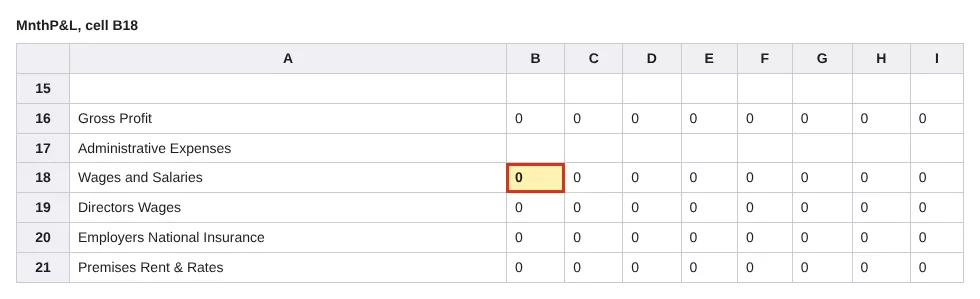 MnthP&L, cell B18
A B C D E F G H I
15
16 Gross Profit 0 0 0 0 0 0 0 0
17 Administrative Expenses
18 Wages and Salaries 0 0 0 0 0 0 0 0
19 Directors Wages 0 0 0 0 0 0 0 0
20 Employers National Insurance 0 0 0 0 0 0 0 0
21 Premises Rent & Rates 0 0 0 0 0 0 0 0